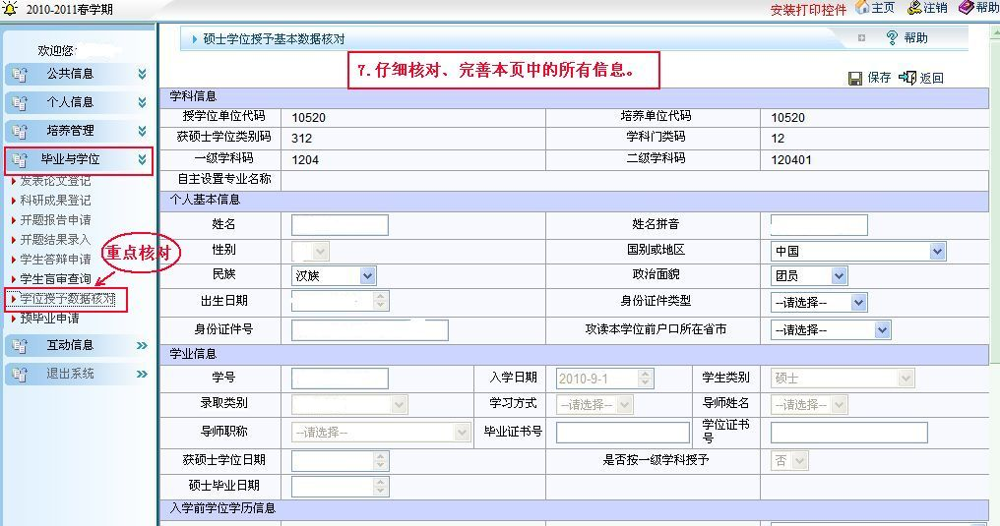 2010-2011春学期
安装打印控件 主页 注销 帮助
欢迎您:
公共信息
个人信息
培养管理
毕业与学位
发表论文登记
科研成果登记
开题报告申请
开题结果录入
学生答辩申请
学生盲审查询
学位授予数据核对
预毕业申请
互动信息
退出系统
重点核对
硕士学位授予基本数据核对
帮助
7.仔细核对、完善本页中的所有信息。
保存 返回
学科信息
授学位单位代码 10520 培养单位代码 10520
获硕士学位类别码 312 学科门类码 12
一级学科码 1204 二级学科码 120401
自主设置专业名称
个人基本信息
姓名 姓名拼音
性别 国别或地区 中国
民族 汉族 政治面貌 团员
出生日期 身份证件类型 --请选择--
身份证件号 攻读本学位前户口所在省市 --请选择--
学业信息
学号 入学日期 2010-9-1 学生类别 硕士
录取类别 学习方式 --请选择-- 导师姓名 --请选择--
导师职称 --请选择-- 毕业证书号 学位证书号
获硕士学位日期 是否按一级学科授予 否
硕士毕业日期
入学前学位学历信息